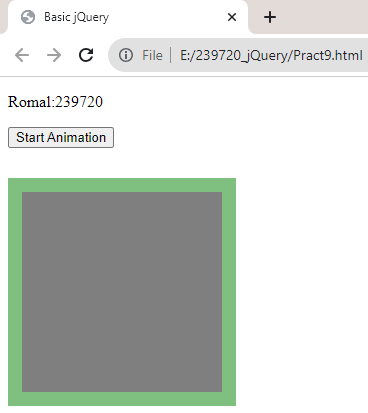 Basic jQuery
File E:/239720_jQuery/Pract9.html
Romal:239720
Start Animation